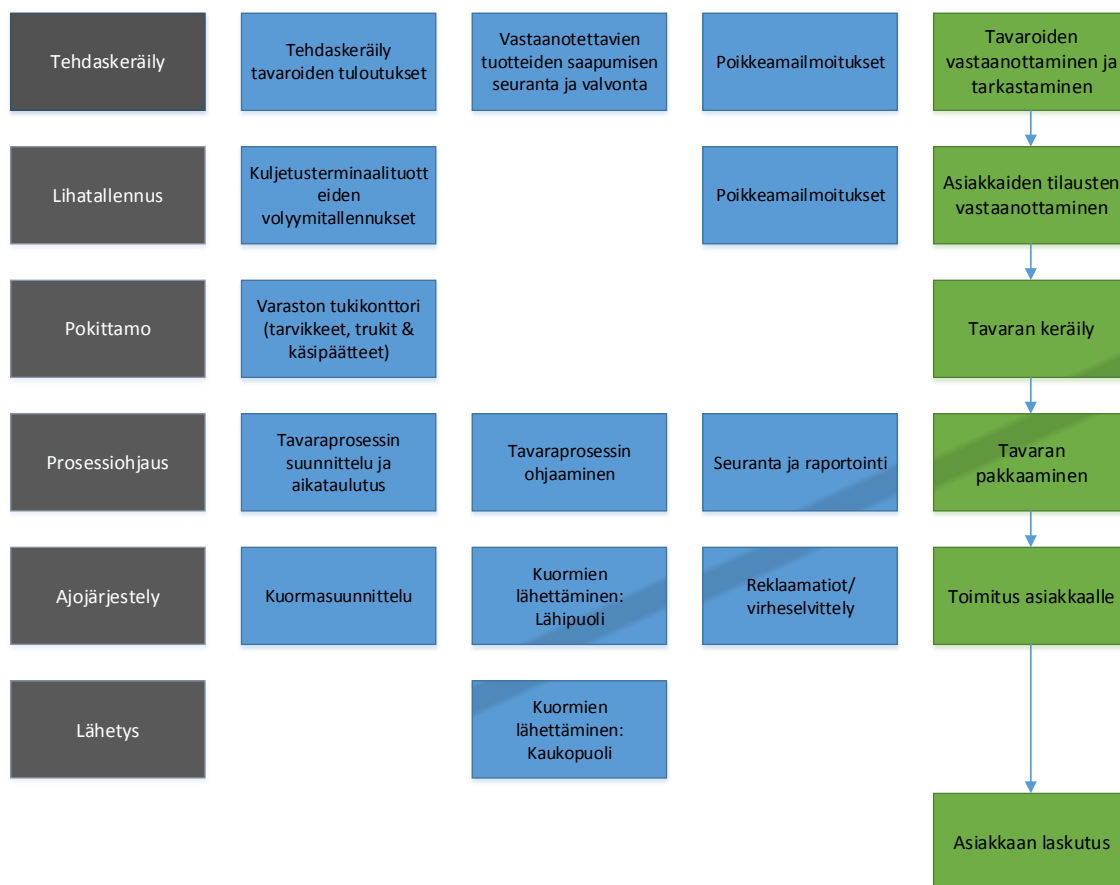 Tehdaskeräily
Tehdaskeräily
tavaroiden tuloutukset
Vastaanotettavien
tuotteiden saapumisen
seuranta ja valvonta
Poikkeamailmoitukset
Tavaroiden
vastaanottaminen ja
tarkastaminen
Lihatallennus
Kuljetusterminaalituott
eiden
volyymitallennukset
Poikkeamailmoitukset
Asiakkaiden tilausten
vastaanottaminen
Pokittamo
Varaston tukikonttori
(tarvikkeet, trukit &
käsipäätteet)
Tavaran keräily
Prosessiohjaus
Tavaraprosessin
suunnittelu ja
aikataulutus
Tavaraprosessin
ohjaaminen
Seuranta ja raportointi
Tavaran
pakkaaminen
Ajojärjestely
Kuormasuunnittelu
Kuormien
lähettäminen:
Lähipuoli
Reklamaatiot/
virheselvittely
Toimitus asiakkaalle
Lähetys
Kuormien
lähettäminen:
Kaukopuoli
Asiakkaan laskutus